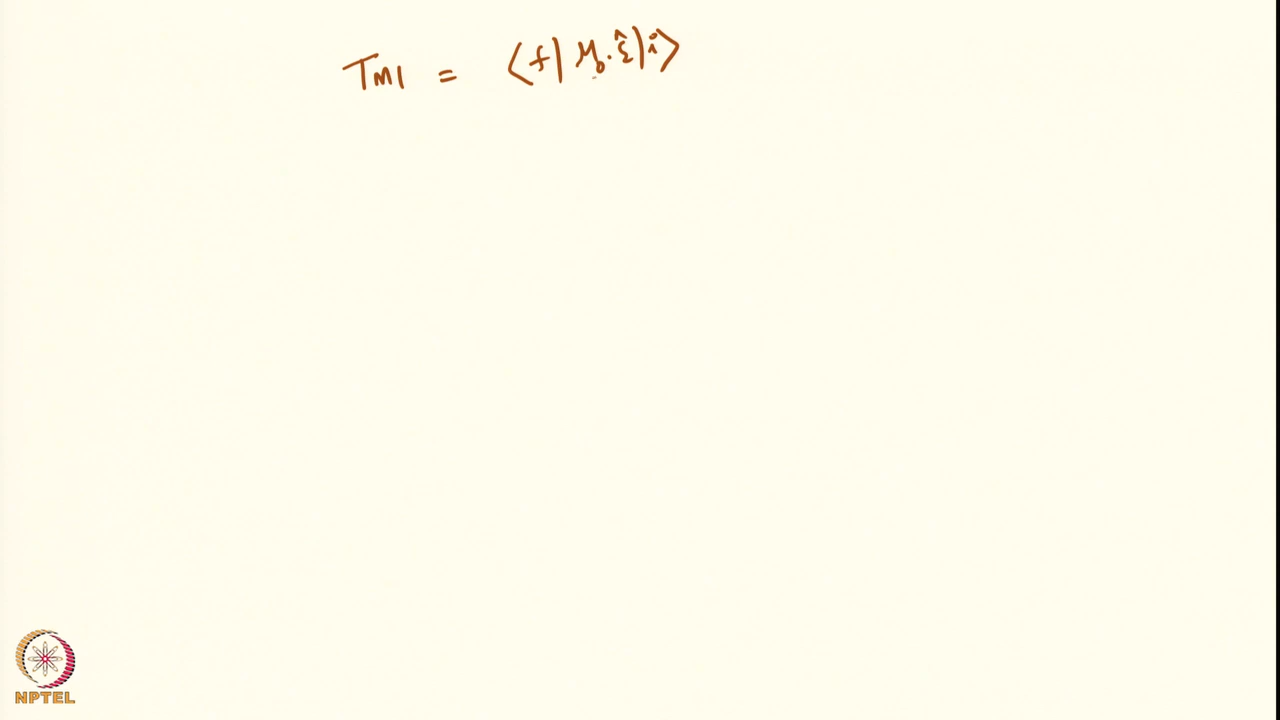 TM1 = ⟨f| μ₀·ε̂ |i⟩
NPTEL